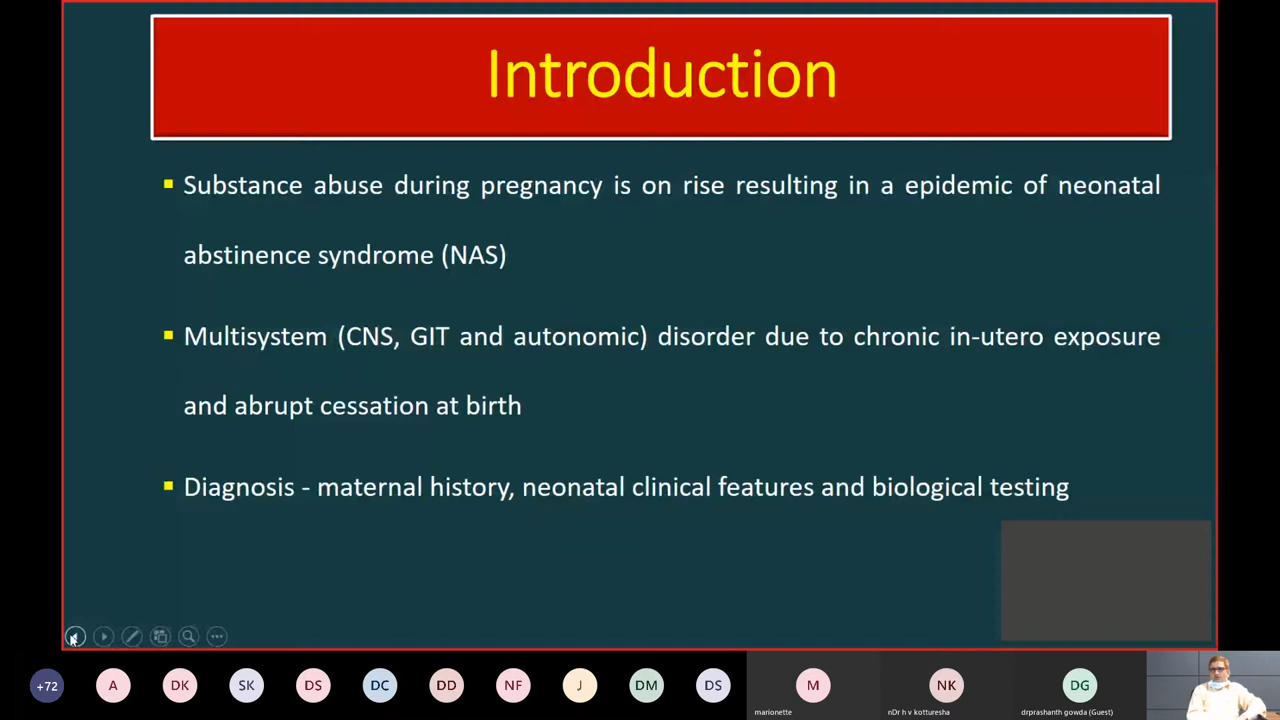 Introduction
Substance abuse during pregnancy is on rise resulting in a epidemic of neonatal
abstinence syndrome (NAS)
Multisystem (CNS, GIT and autonomic) disorder due to chronic in-utero exposure
and abrupt cessation at birth
Diagnosis - maternal history, neonatal clinical features and biological testing
+72 A DK SK DS DC DD NF J DM DS M NK DG
marionette nDr h v kotturesha drprashanth gowda (Guest)